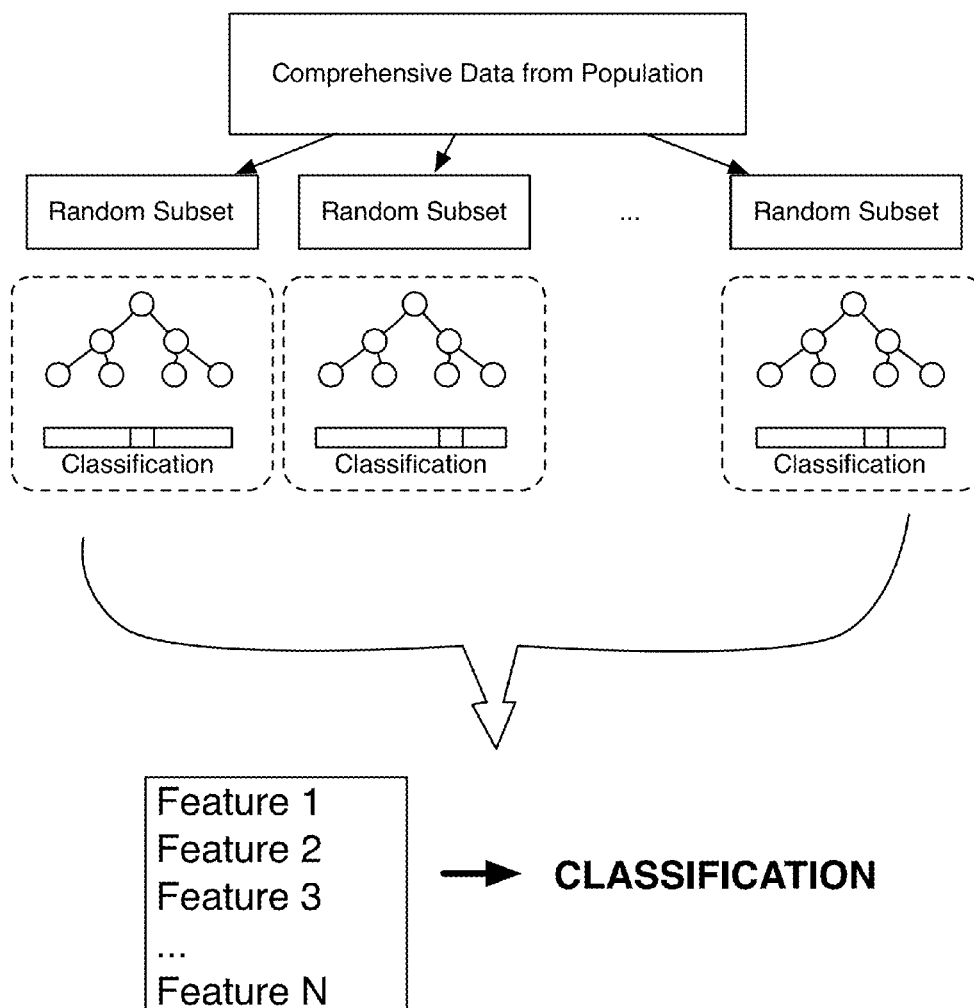 Comprehensive Data from Population
Random Subset
Random Subset
...
Random Subset
Classification
Classification
Classification
Feature 1
Feature 2
Feature 3
...
Feature N
CLASSIFICATION